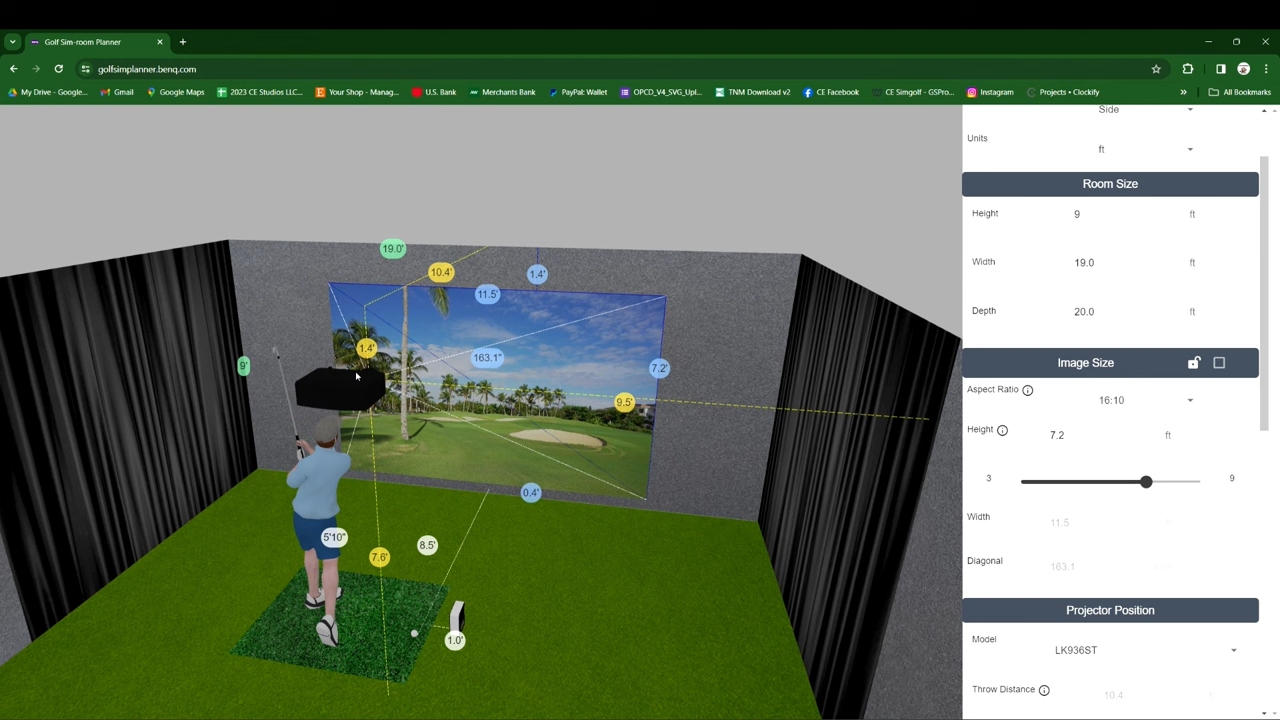 Golf Sim-room Planner
golfsimplanner.benq.com
My Drive - Google... Gmail Google Maps 2023 CE Studios LLC... Your Shop - Manag... U.S. Bank Merchants Bank PayPal: Wallet OPCD_V4_SVG_Upl... TNM Download v2 CE Facebook CE Simgolf - GSPro... Instagram Projects • Clockify » All Bookmarks
Side
Units
ft
Room Size
Height 9 ft
Width 19.0 ft
Depth 20.0 ft
Image Size
Aspect Ratio
16:10
Height
7.2 ft
3 9
Width
11.5
Diagonal
163.1
Projector Position
Model
LK936ST
Throw Distance 10.4 ft
19.0'
10.4'
1.4'
11.5'
1.4'
163.1"
9'
7.2'
9.5'
0.4'
5'10"
8.5'
7.6'
1.0'